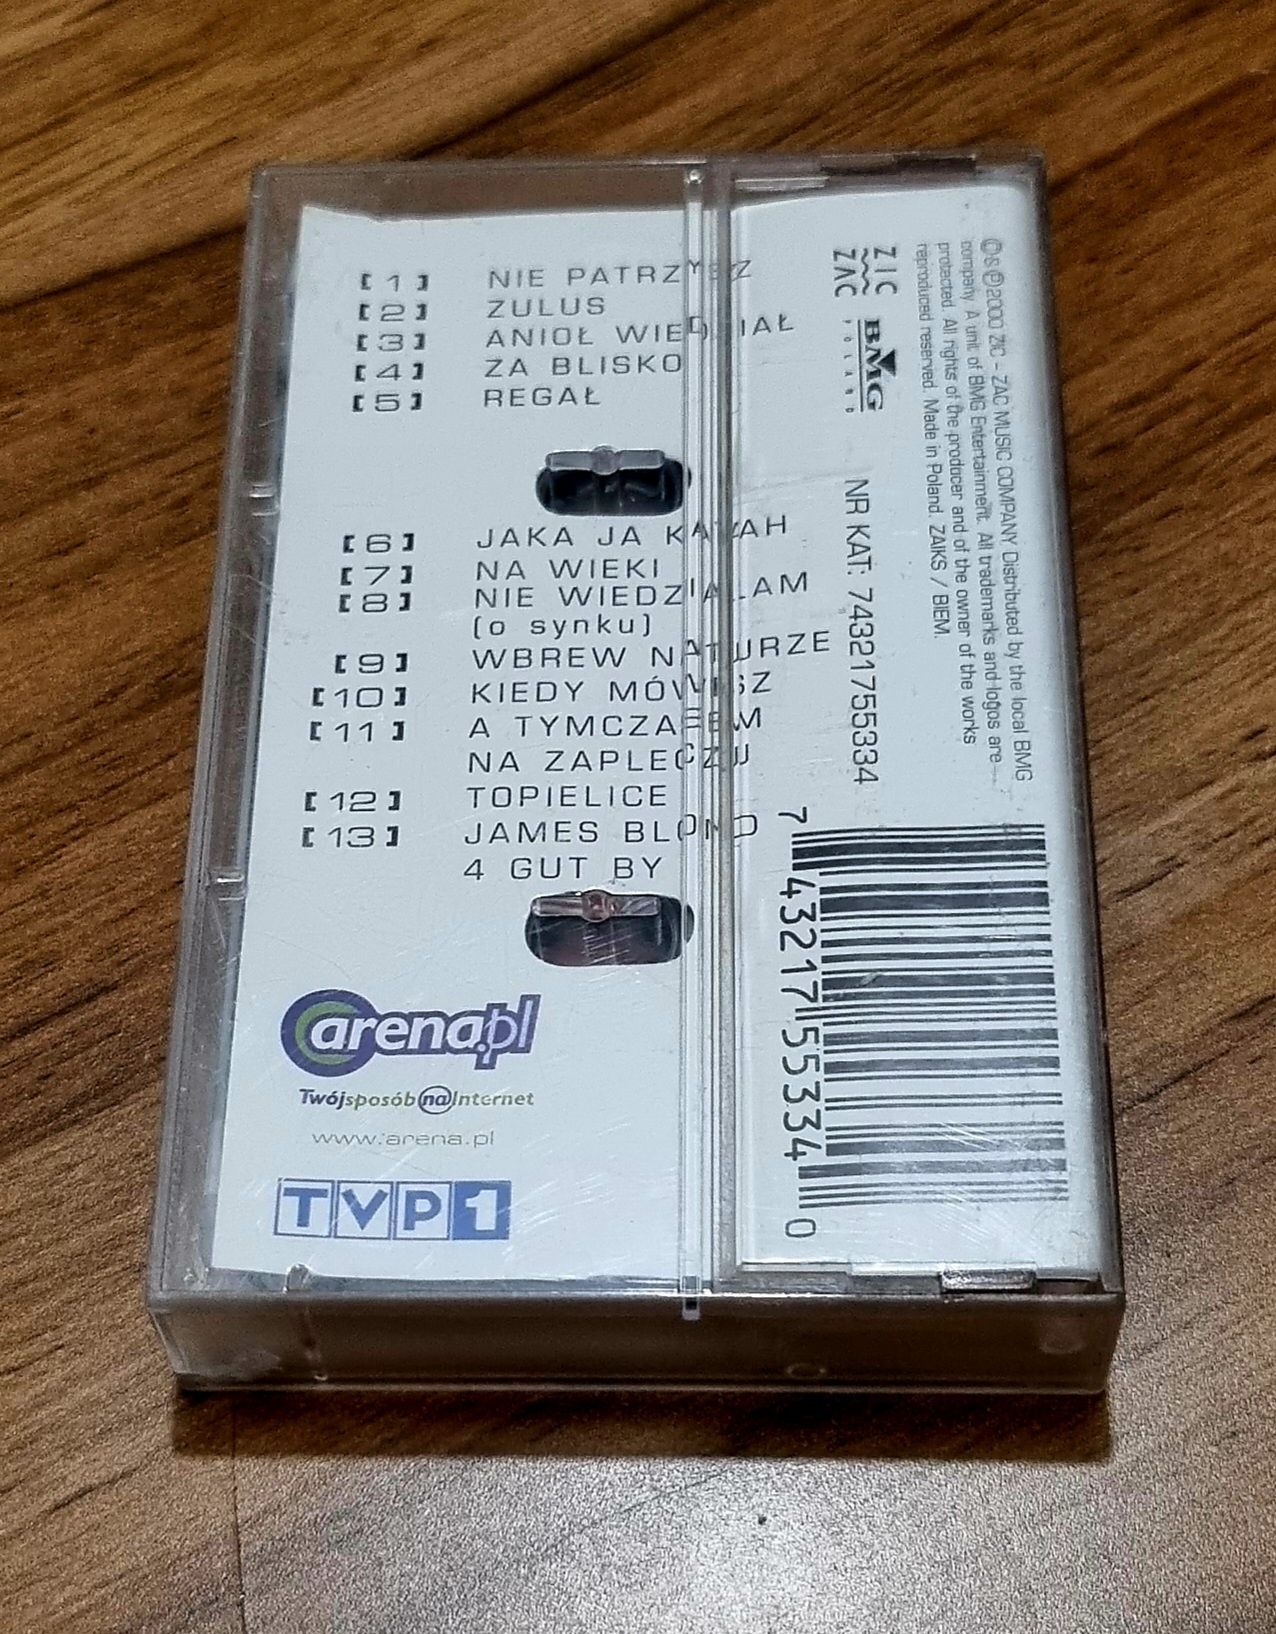 [1] NIE PATRZYSZ
[2] ZULUS
[3] ANIOŁ WIEDZIAŁ
[4] ZA BLISKO
[5] REGAŁ
[6] JAKA JA KAYAH
[7] NA WIEKI
[8] NIE WIEDZIAŁAM
(o synku)
[9] WBREW NATURZE
[10] KIEDY MÓWISZ
[11] A TYMCZASEM
NA ZAPLECZU
[12] TOPIELICE
[13] JAMES BLOND
4 GUT BY
arena.pl
Twój sposób na Internet
www.arena.pl
TVP1
ZIC
ZAC
BMG
POLAND
NR KAT: 74321755334
©&℗2000 ZIC - ZAC MUSIC COMPANY Distributed by the local BMG
company. A unit of BMG Entertainment. All trademarks and logos are
protected. All rights of the producer and of the owner of the works
reproduced reserved. Made in Poland. ZAIKS / BIEM.
7 43217 55334 0